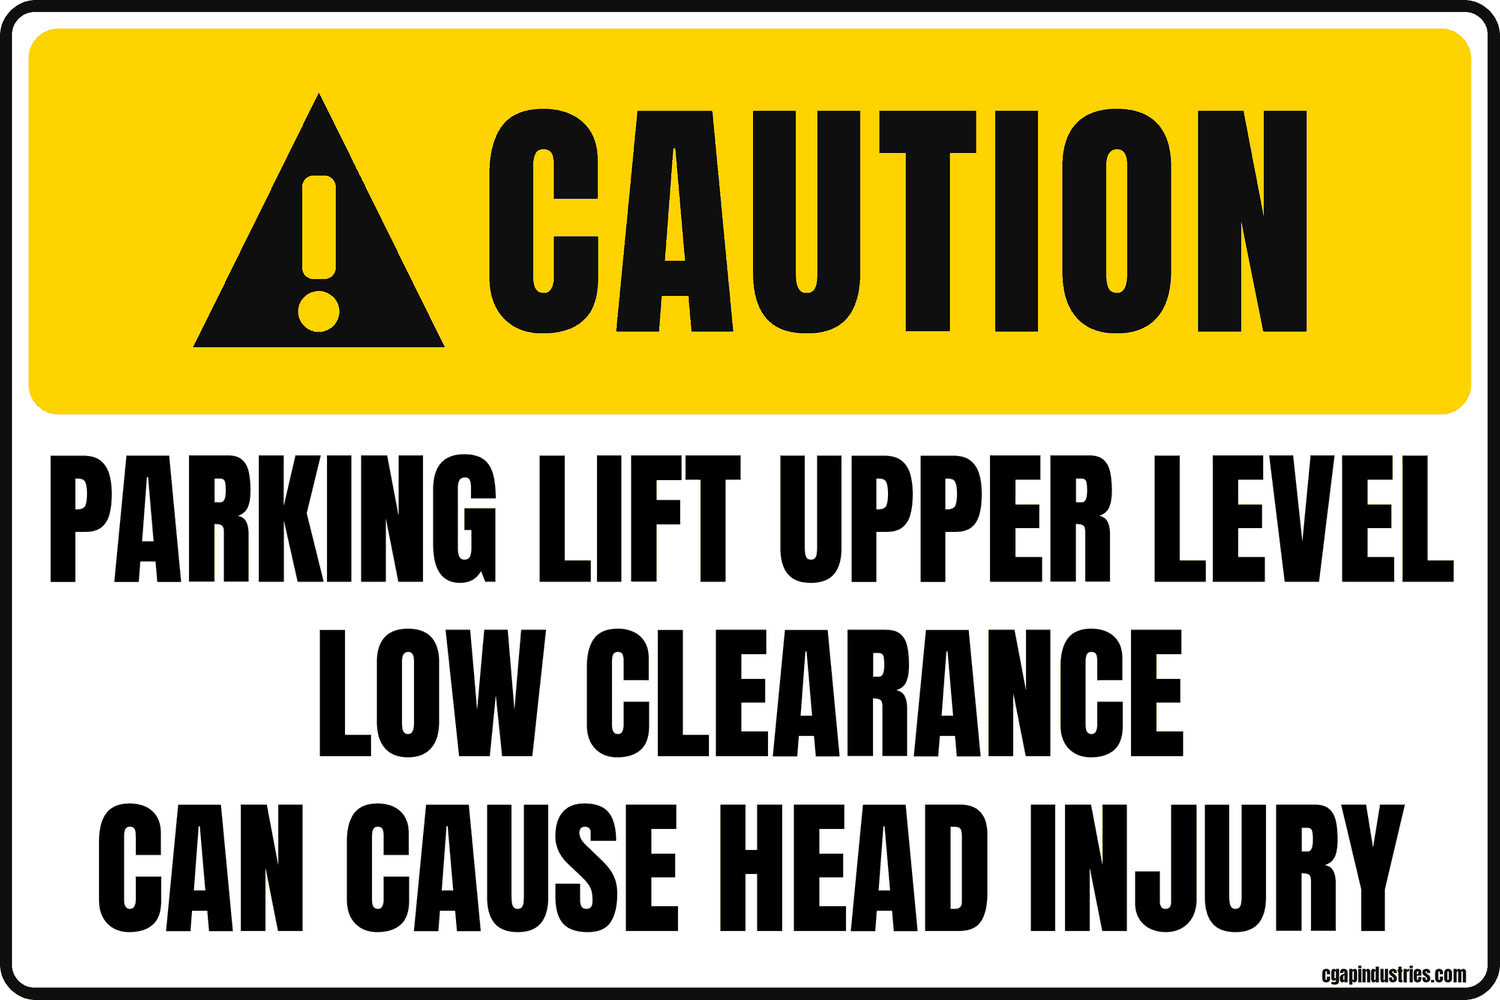 CAUTION
PARKING LIFT UPPER LEVEL
LOW CLEARANCE
CAN CAUSE HEAD INJURY
cgapindustries.com